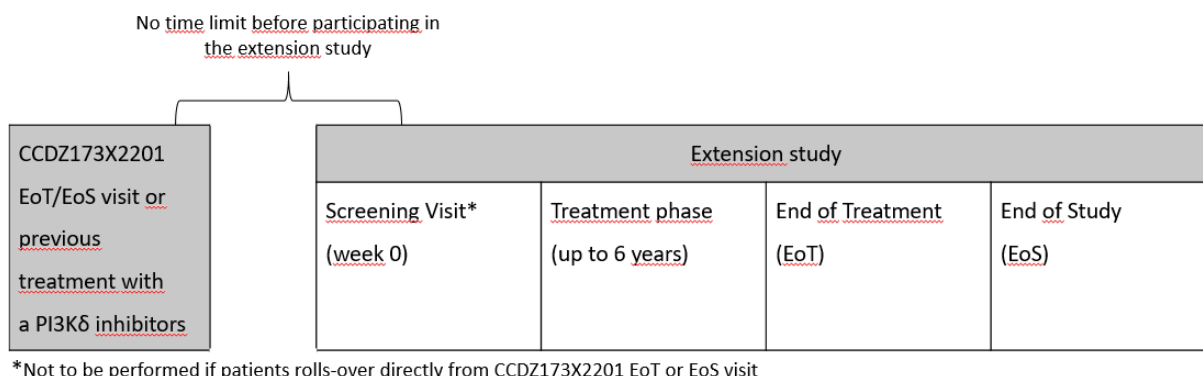 No time limit before participating in
the extension study
CCDZ173X2201
EoT/EoS visit or
previous
treatment with
a PI3Kδ inhibitors
Extension study
Screening Visit*
(week 0)
Treatment phase
(up to 6 years)
End of Treatment
(EoT)
End of Study
(EoS)
*Not to be performed if patients rolls-over directly from CCDZ173X2201 EoT or EoS visit